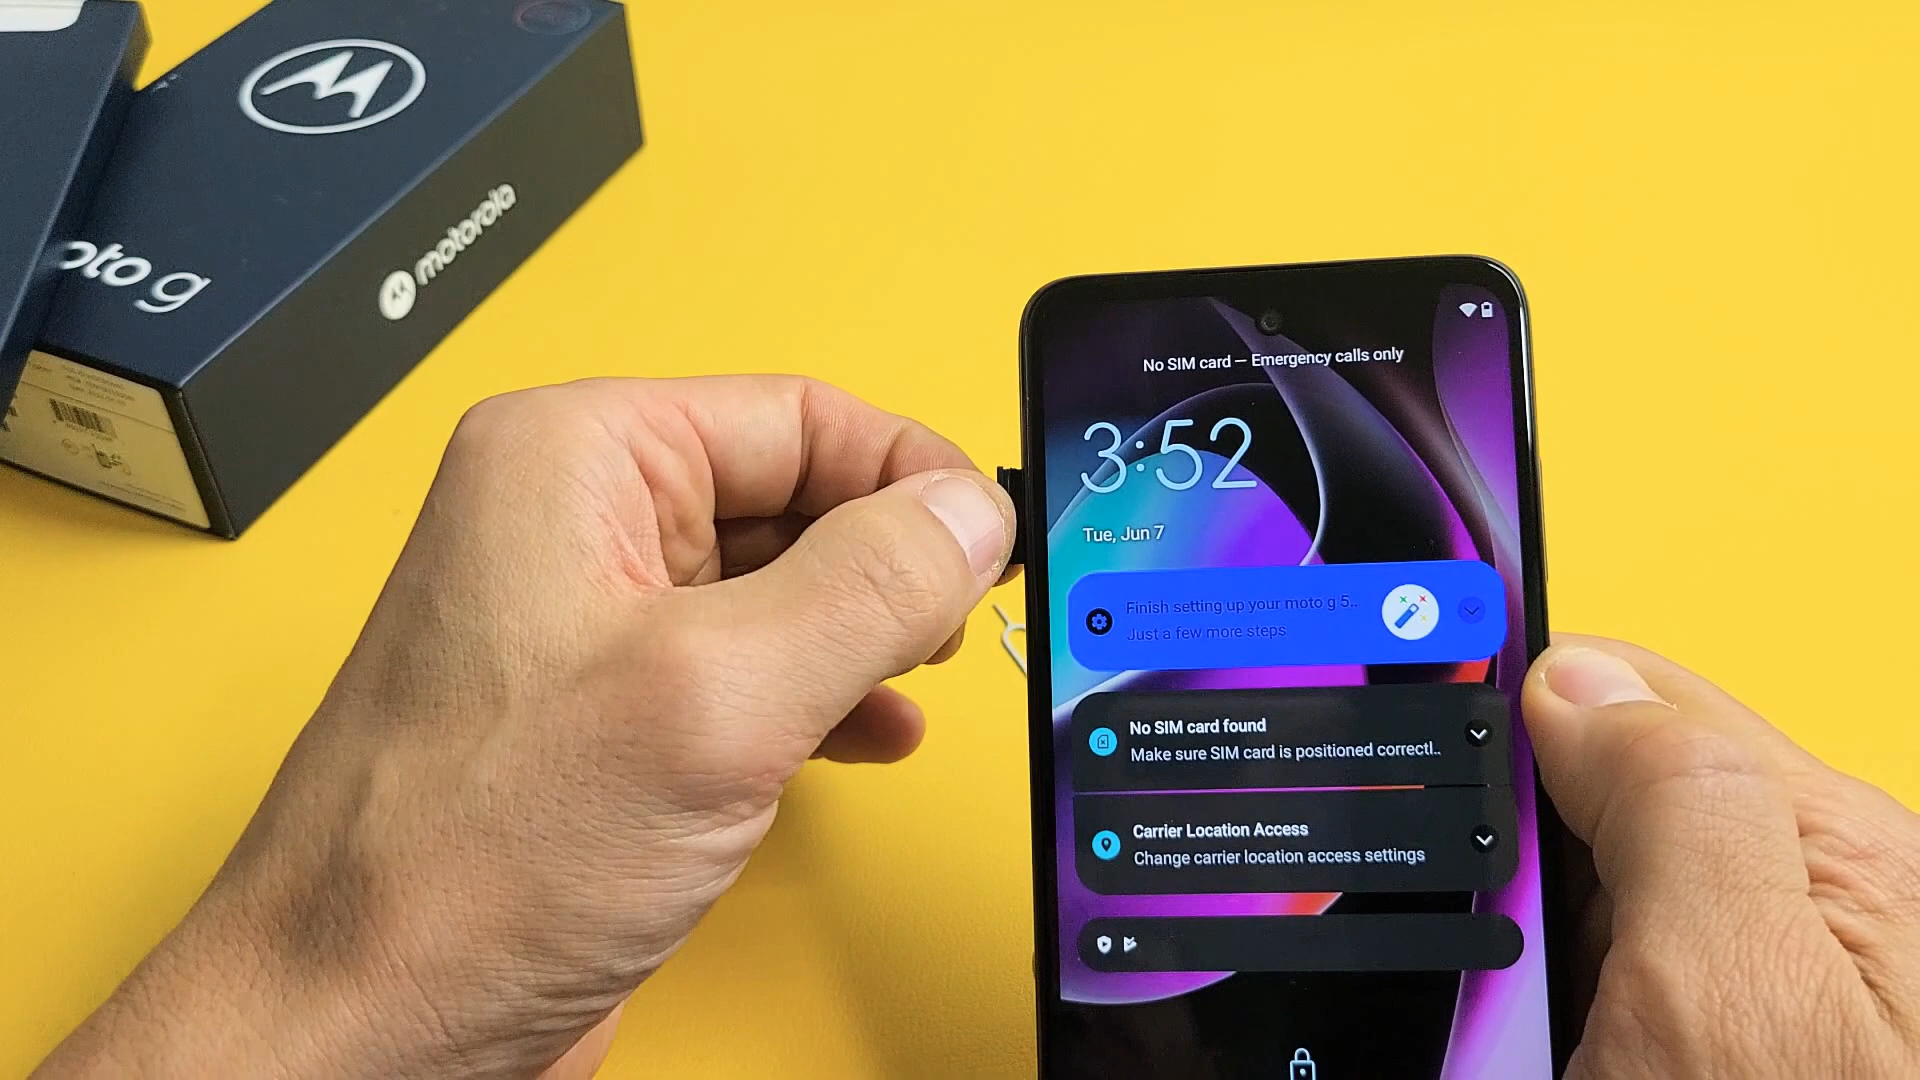 oto g
motorola
No SIM card — Emergency calls only
3:52
Tue, Jun 7
Finish setting up your moto g 5..
Just a few more steps
No SIM card found
Make sure SIM card is positioned correctl..
Carrier Location Access
Change carrier location access settings